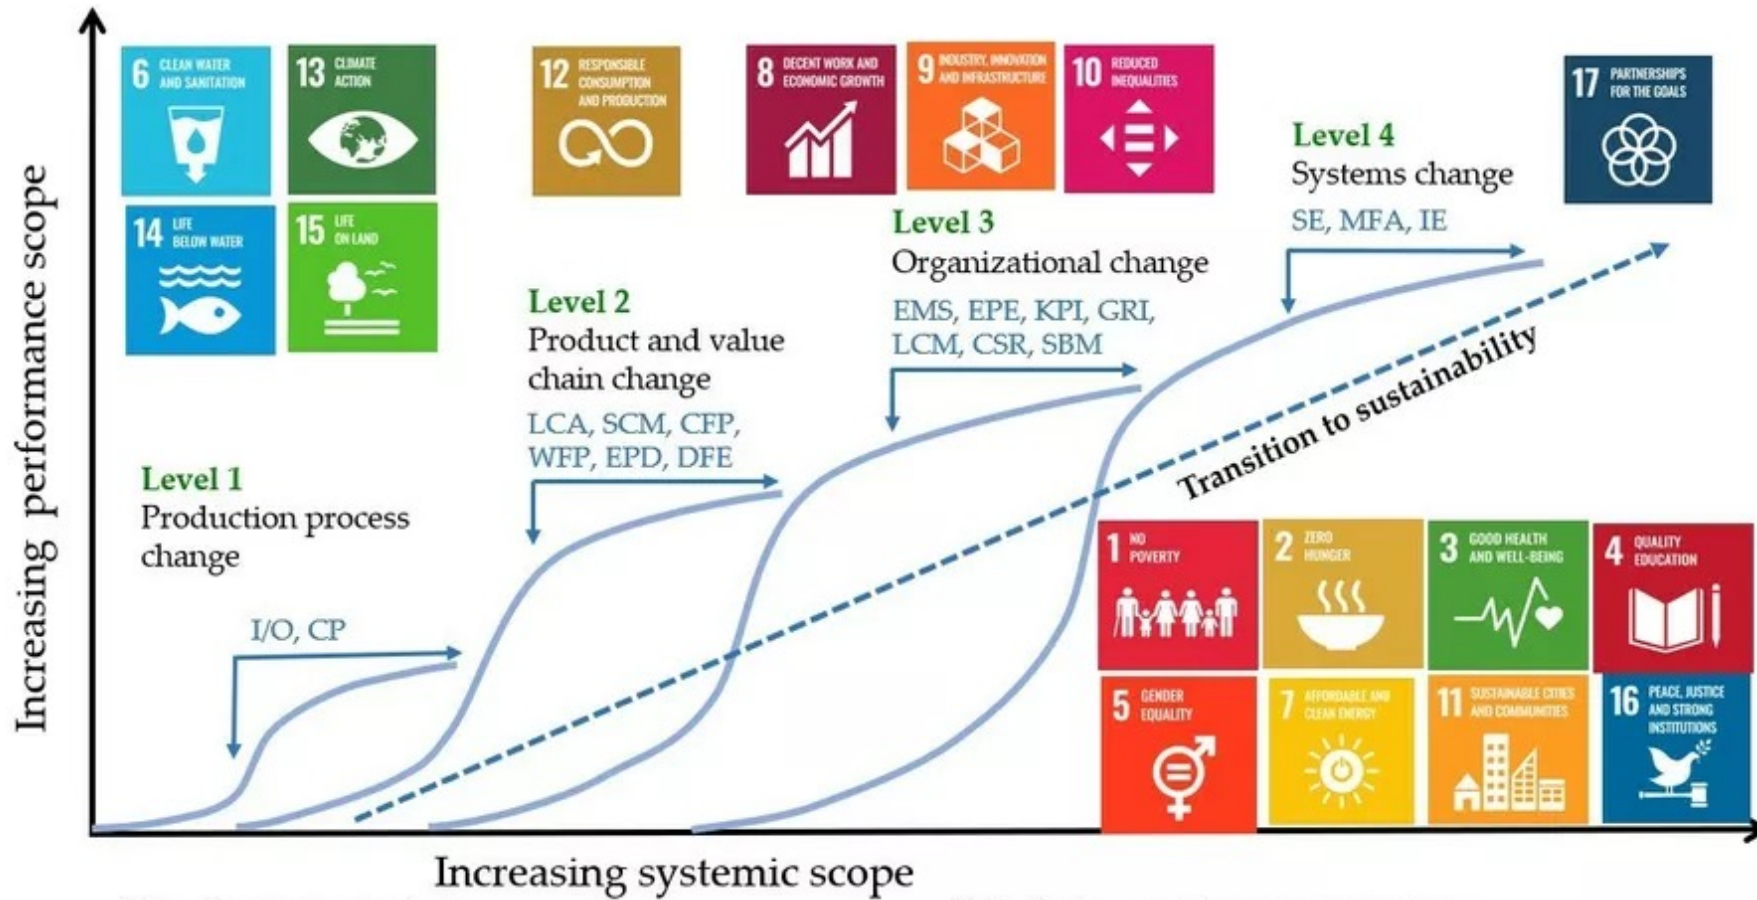 Increasing performance scope
6 CLEAN WATER
AND SANITATION
13 CLIMATE
ACTION
14 LIFE
BELOW WATER
15 LIFE
ON LAND
12 RESPONSIBLE
CONSUMPTION
AND PRODUCTION
8 DECENT WORK AND
ECONOMIC GROWTH
9 INDUSTRY, INNOVATION
AND INFRASTRUCTURE
10 REDUCED
INEQUALITIES
17 PARTNERSHIPS
FOR THE GOALS
Level 1
Production process
change
I/O, CP
Level 2
Product and value
chain change
LCA, SCM, CFP,
WFP, EPD, DFE
Level 3
Organizational change
EMS, EPE, KPI, GRI,
LCM, CSR, SBM
Level 4
Systems change
SE, MFA, IE
Transition to sustainability
1 NO
POVERTY
2 ZERO
HUNGER
3 GOOD HEALTH
AND WELL-BEING
4 QUALITY
EDUCATION
5 GENDER
EQUALITY
7 AFFORDABLE AND
CLEAN ENERGY
11 SUSTAINABLE CITIES
AND COMMUNITIES
16 PEACE, JUSTICE
AND STRONG
INSTITUTIONS
Increasing systemic scope